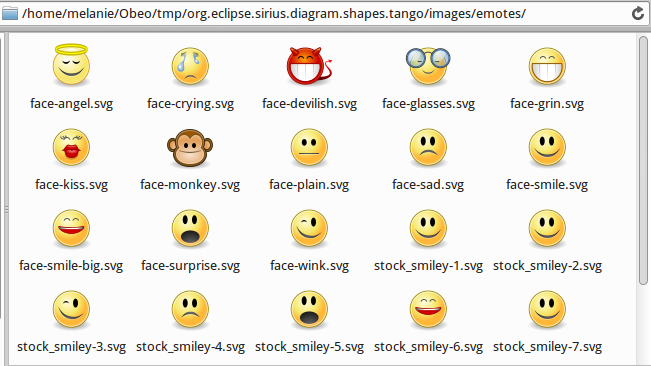 /home/melanie/Obeo/tmp/org.eclipse.sirius.diagram.shapes.tango/images/emotes/
face-angel.svg face-crying.svg face-devilish.svg face-glasses.svg face-grin.svg
face-kiss.svg face-monkey.svg face-plain.svg face-sad.svg face-smile.svg
face-smile-big.svg face-surprise.svg face-wink.svg stock_smiley-1.svg stock_smiley-2.svg
stock_smiley-3.svg stock_smiley-4.svg stock_smiley-5.svg stock_smiley-6.svg stock_smiley-7.svg